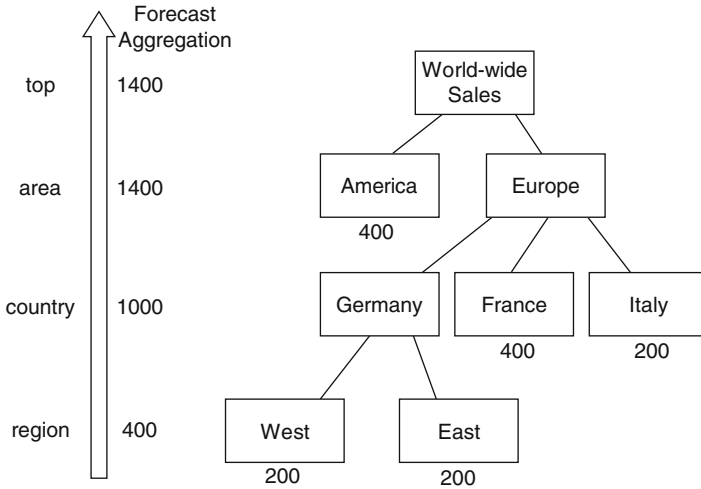 Forecast
Aggregation
top 1400
World-wide
Sales
area 1400
America
Europe
400
country 1000
Germany
France
Italy
400
200
region 400
West
East
200
200